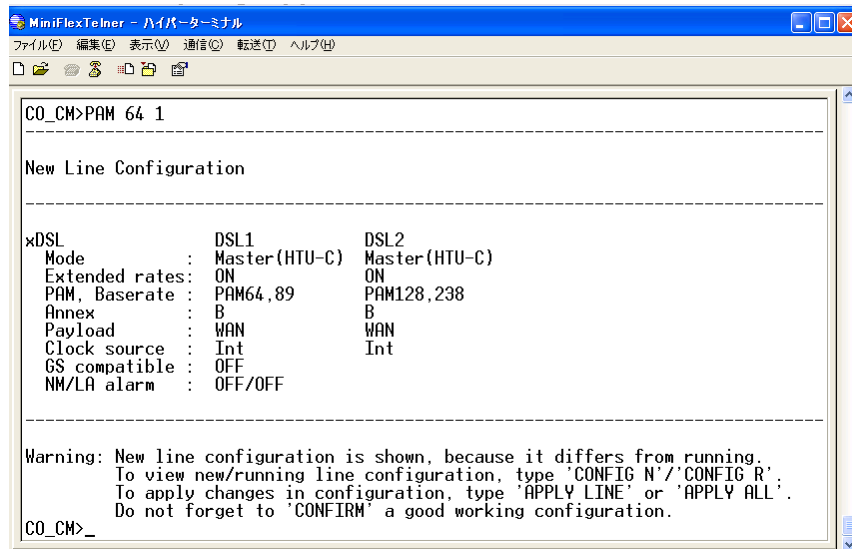 MiniFlexTelner - ハイパーターミナル
ファイル(F) 編集(E) 表示(V) 通信(C) 転送(T) ヘルプ(H)
CO_CM>PAM 64 1
--------------------------------------------------------------------------------
New Line Configuration
--------------------------------------------------------------------------------
xDSL DSL1 DSL2
Mode : Master(HTU-C) Master(HTU-C)
Extended rates: ON ON
PAM, Baserate : PAM64,89 PAM128,238
Annex : B B
Payload : WAN WAN
Clock source : Int Int
GS compatible : OFF
NM/LA alarm : OFF/OFF
--------------------------------------------------------------------------------
Warning: New line configuration is shown, because it differs from running.
To view new/running line configuration, type 'CONFIG N'/'CONFIG R'.
To apply changes in configuration, type 'APPLY LINE' or 'APPLY ALL'.
Do not forget to 'CONFIRM' a good working configuration.
CO_CM>_